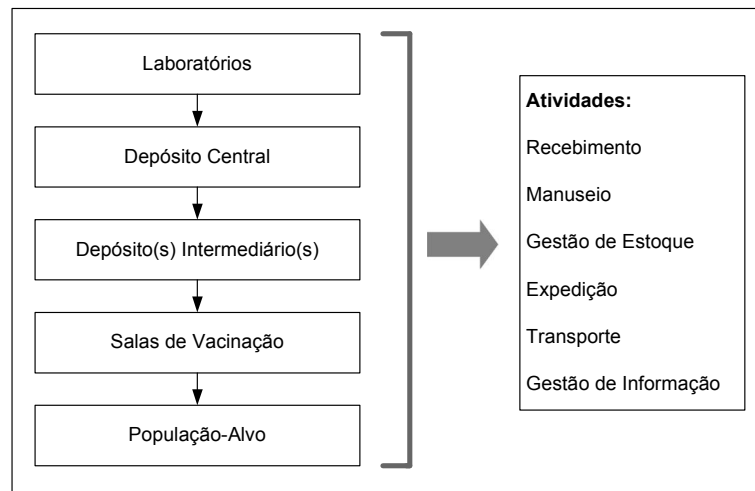 Laboratórios
Depósito Central
Depósito(s) Intermediário(s)
Salas de Vacinação
População-Alvo
Atividades:
Recebimento
Manuseio
Gestão de Estoque
Expedição
Transporte
Gestão de Informação